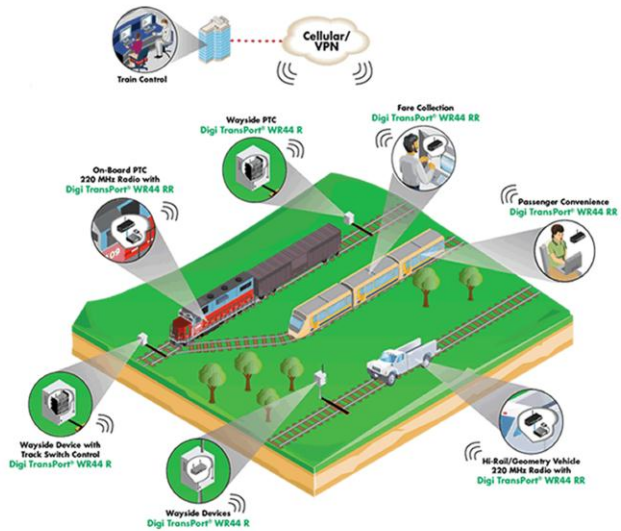 Cellular/
VPN
Train Control
Wayside PTC
Digi TransPort® WR44 R
Fare Collection
Digi TransPort® WR44 RR
On-Board PTC
220 MHz Radio with
Digi TransPort® WR44 RR
Passenger Convenience
Digi TransPort® WR44 RR
109
Wayside Device with
Track Switch Control
Digi TransPort® WR44 R
Wayside Devices
Digi TransPort® WR44 R
Hi-Rail/Geometry Vehicle
220 MHz Radio with
Digi TransPort® WR44 RR